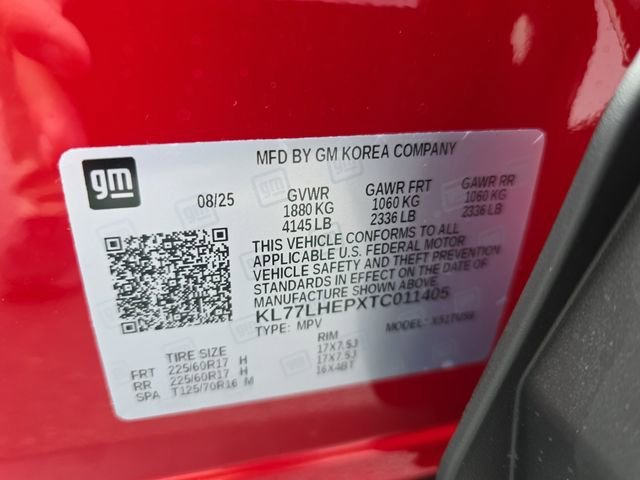 MFD BY GM KOREA COMPANY
gm
08/25
GVWR GAWR FRT GAWR RR
1880 KG 1060 KG 1060 KG
4145 LB 2336 LB 2336 LB
THIS VEHICLE CONFORMS TO ALL
APPLICABLE U.S. FEDERAL MOTOR
VEHICLE SAFETY AND THEFT PREVENTION
STANDARDS IN EFFECT ON THE DATE OF
MANUFACTURE SHOWN ABOVE.
KL77LHEPXTC011405
TYPE: MPV MODEL:
TIRE SIZE RIM
FRT 225/60R17 H 17X7.5J
RR 225/60R17 H 17X7.5J
SPA T125/70R16 M 16X4BT